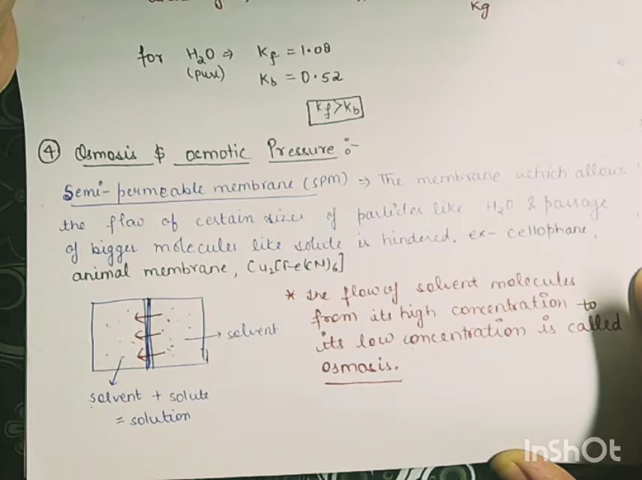 Kg
for H₂O ⇒ Kf = 1.08
(pure) Kb = 0.52
Kf > Kb
④ Osmosis & osmotic Pressure :-
Semi-permeable membrane (SPM) ⇒ The membrane which allows
the flow of certain sizes of particles like H₂O & passage
of bigger molecules like solute is hindered. ex- cellophane,
animal membrane, Cu₂[Fe(CN)₆]
* The flow of solvent molecules
from its high concentration to
its low concentration is called
osmosis.
→ solvent
solvent + solute
= solution
InShOt